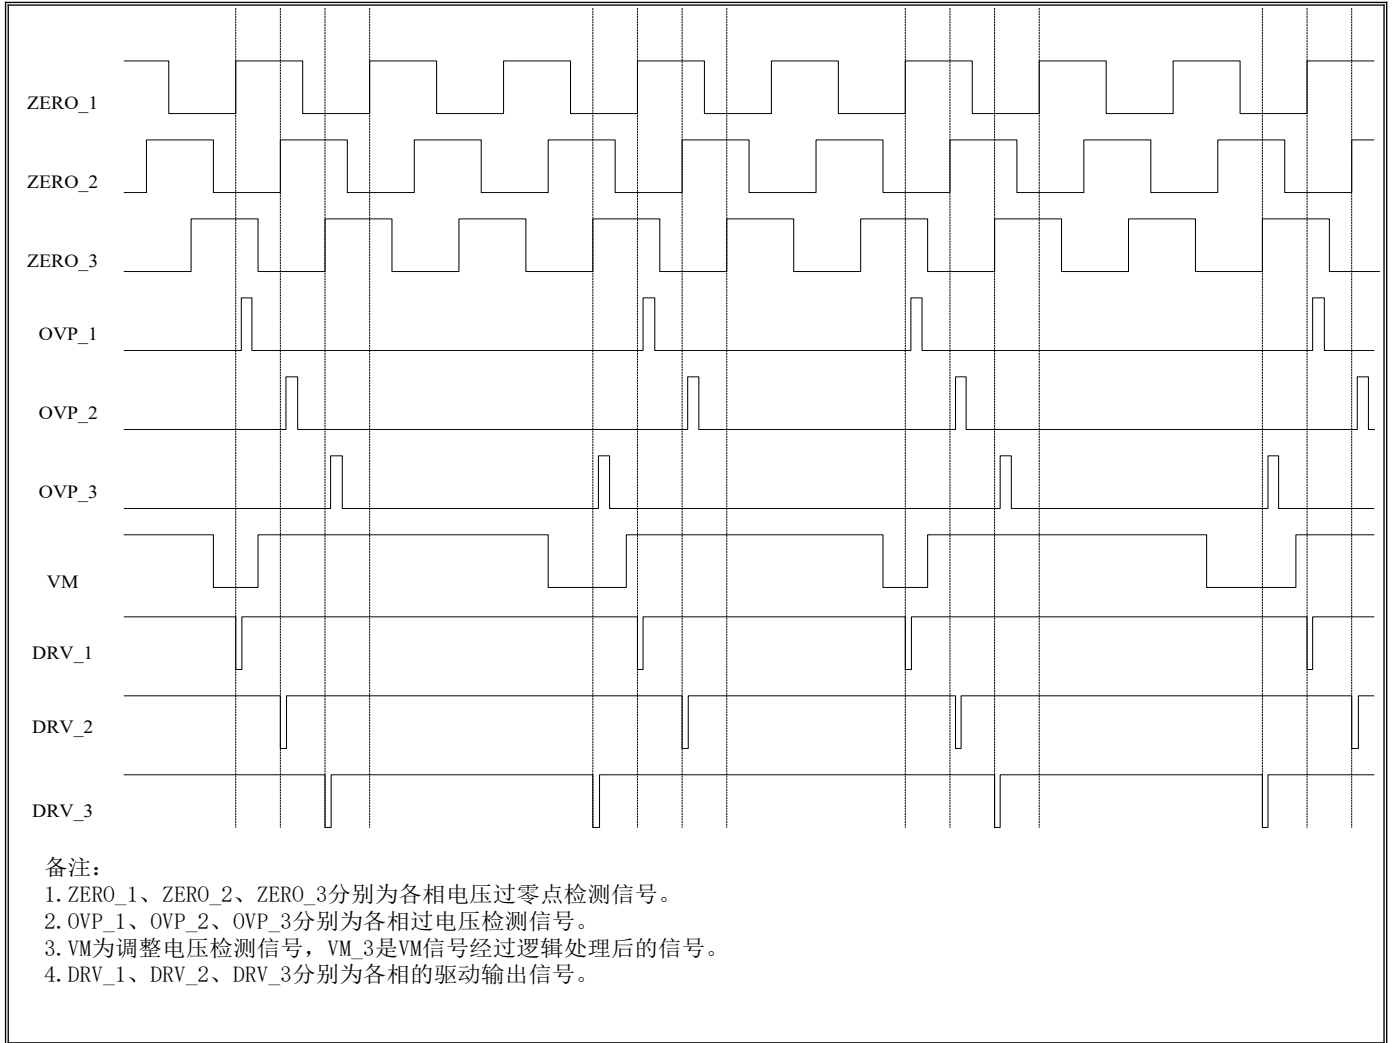 ZERO_1
ZERO_2
ZERO_3
OVP_1
OVP_2
OVP_3
VM
DRV_1
DRV_2
DRV_3
备注：
1.ZERO_1、ZERO_2、ZERO_3分别为各相电压过零点检测信号。
2.OVP_1、OVP_2、OVP_3分别为各相过电压检测信号。
3.VM为调整电压检测信号，VM_3是VM信号经过逻辑处理后的信号。
4.DRV_1、DRV_2、DRV_3分别为各相的驱动输出信号。